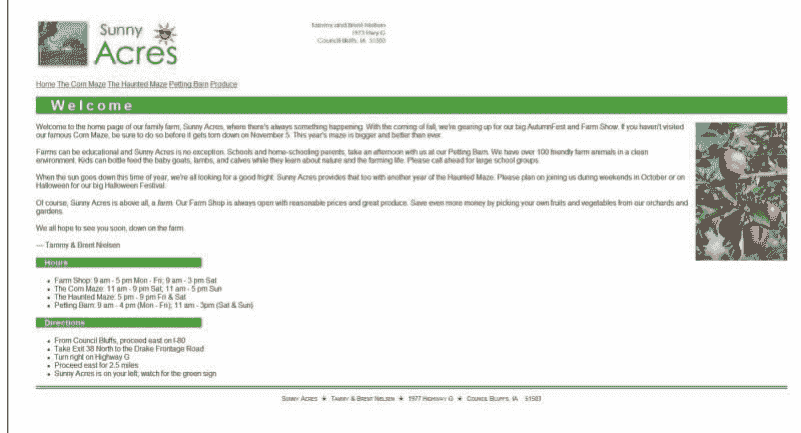 Sunny
Acres
Tammy and Brent Nielsen
1973 Hwy G
Council Bluffs, IA 51503
Home The Corn Maze The Haunted Maze Petting Barn Produce
Welcome
Welcome to the home page of our family farm, Sunny Acres, where there's always something happening. With the coming of fall, we're gearing up for our big AutumnFest and Farm Show. If you haven't visited
our famous Corn Maze, be sure to do so before it gets torn down on November 5. This year's maze is bigger and better than ever.
Farms can be educational and Sunny Acres is no exception. Schools and home-schooling parents, take an afternoon with us at our Petting Barn. We have over 100 friendly farm animals in a clean
environment. Kids can bottle feed the baby goats, lambs, and calves while they learn about nature and the farming life. Please call ahead for large school groups.
When the sun goes down this time of year, we're all looking for a good fright. Sunny Acres provides that too with another year of the Haunted Maze. Please plan on joining us during weekends in October or on
Halloween for our big Halloween Festival.
Of course, Sunny Acres is above all, a farm. Our Farm Shop is always open with reasonable prices and great produce. Save even more money by picking your own fruits and vegetables from our orchards and
gardens.
We all hope to see you soon, down on the farm.
— Tammy & Brent Nielsen
Hours
• Farm Shop: 9 am - 5 pm Mon - Fri; 9 am - 3 pm Sat
• The Corn Maze: 11 am - 9 pm Sat; 11 am - 5 pm Sun
• The Haunted Maze: 5 pm - 9 pm Fri & Sat
• Petting Barn: 9 am - 4 pm (Mon - Fri); 11 am - 3pm (Sat & Sun)
Directions
• From Council Bluffs, proceed east on I-80
• Take Exit 38 North to the Drake Frontage Road
• Turn right on Highway G
• Proceed east for 2.5 miles
• Sunny Acres is on your left; watch for the green sign
Sunny Acres ★ Tammy & Brent Nielsen ★ 1977 Highway G ★ Council Bluffs, IA 51503